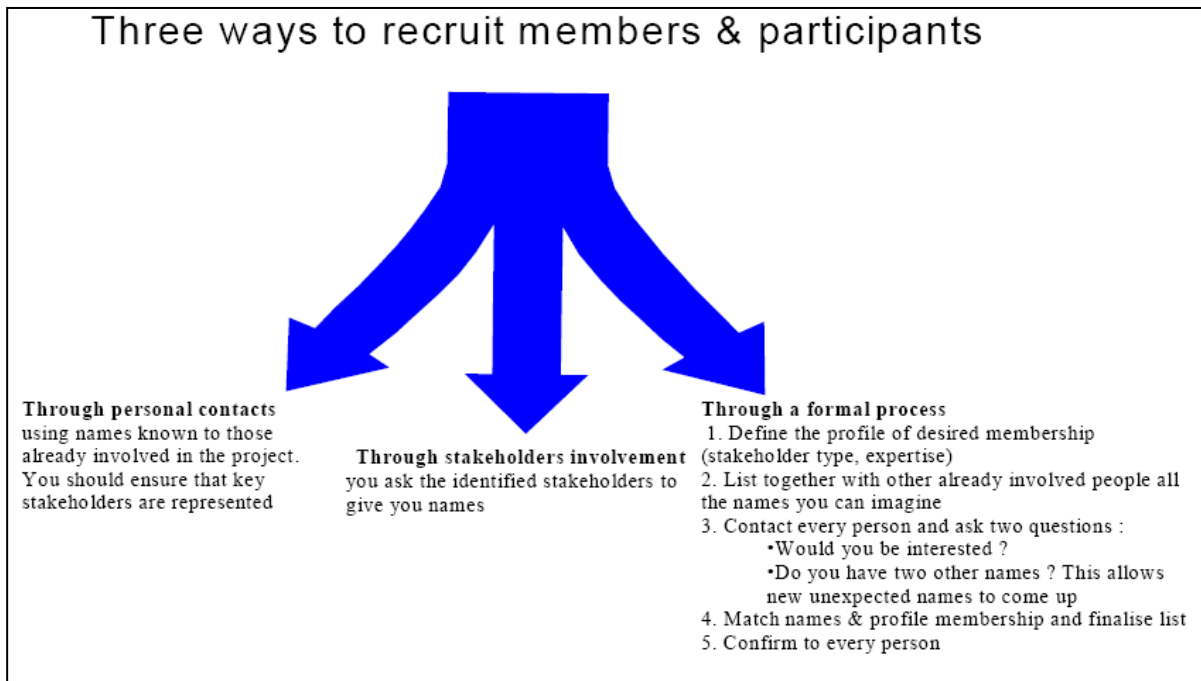 Three ways to recruit members & participants
Through personal contacts
using names known to those
already involved in the project.
You should ensure that key
stakeholders are represented
Through stakeholders involvement
you ask the identified stakeholders to
give you names
Through a formal process
1. Define the profile of desired membership
(stakeholder type, expertise)
2. List together with other already involved people all
the names you can imagine
3. Contact every person and ask two questions :
•Would you be interested ?
•Do you have two other names ? This allows
new unexpected names to come up
4. Match names & profile membership and finalise list
5. Confirm to every person